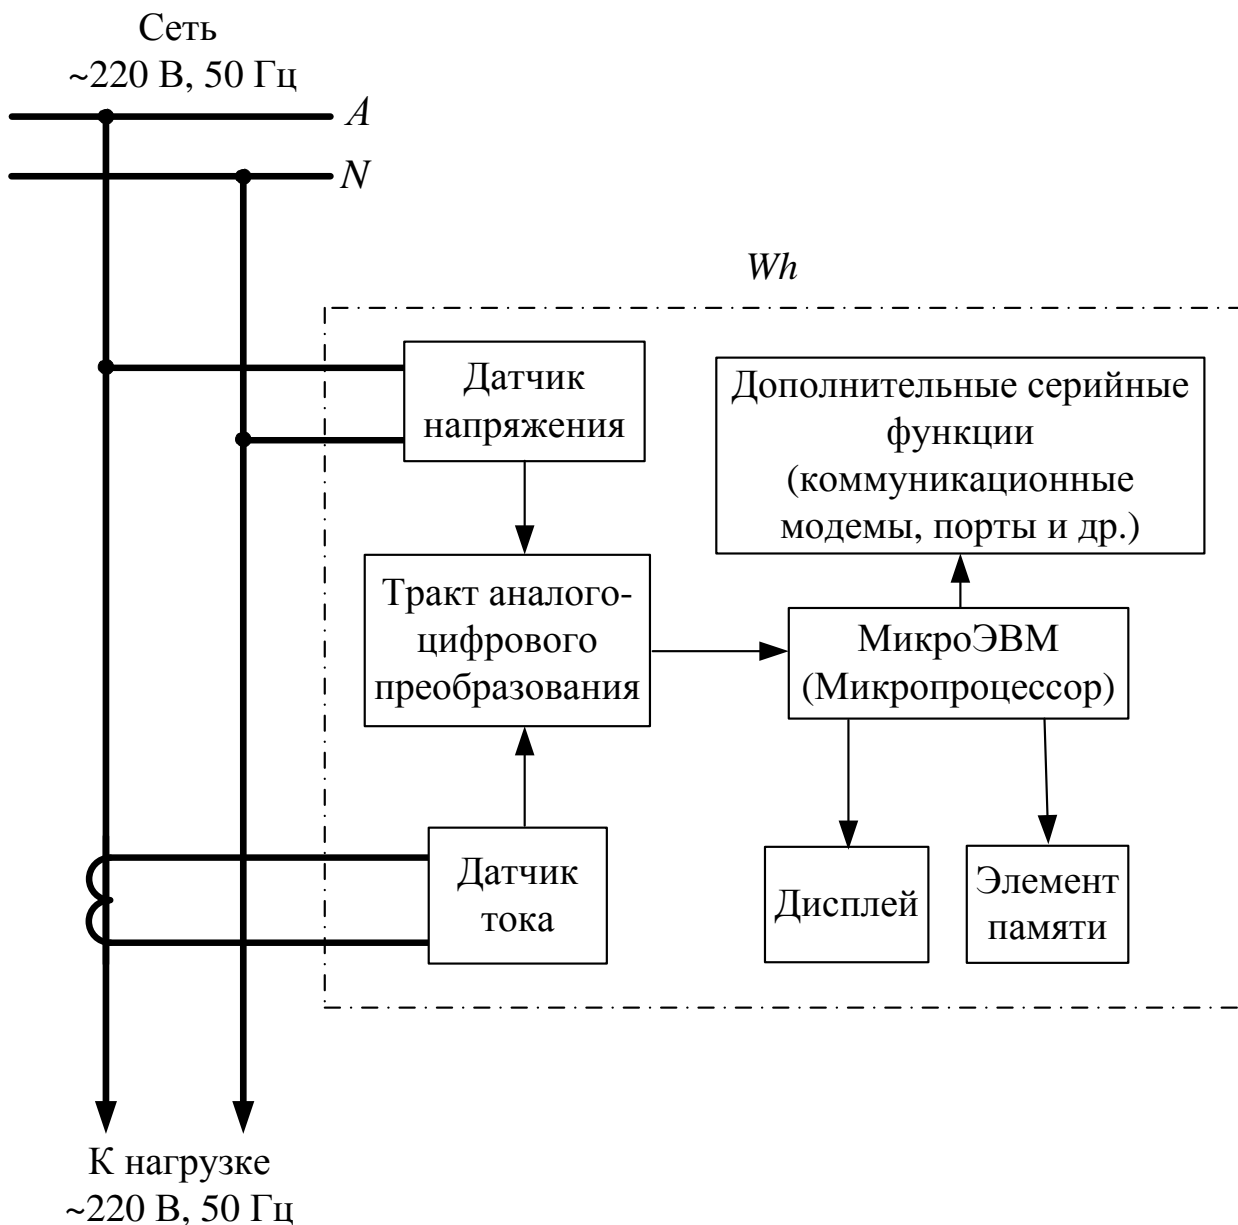 Сеть
~220 В, 50 Гц
A
N
Wh
Датчик
напряжения
Дополнительные серийные
функции
(коммуникационные
модемы, порты и др.)
Тракт аналого-
цифрового
преобразования
МикроЭВМ
(Микропроцессор)
Датчик
тока
Дисплей
Элемент
памяти
К нагрузке
~220 В, 50 Гц